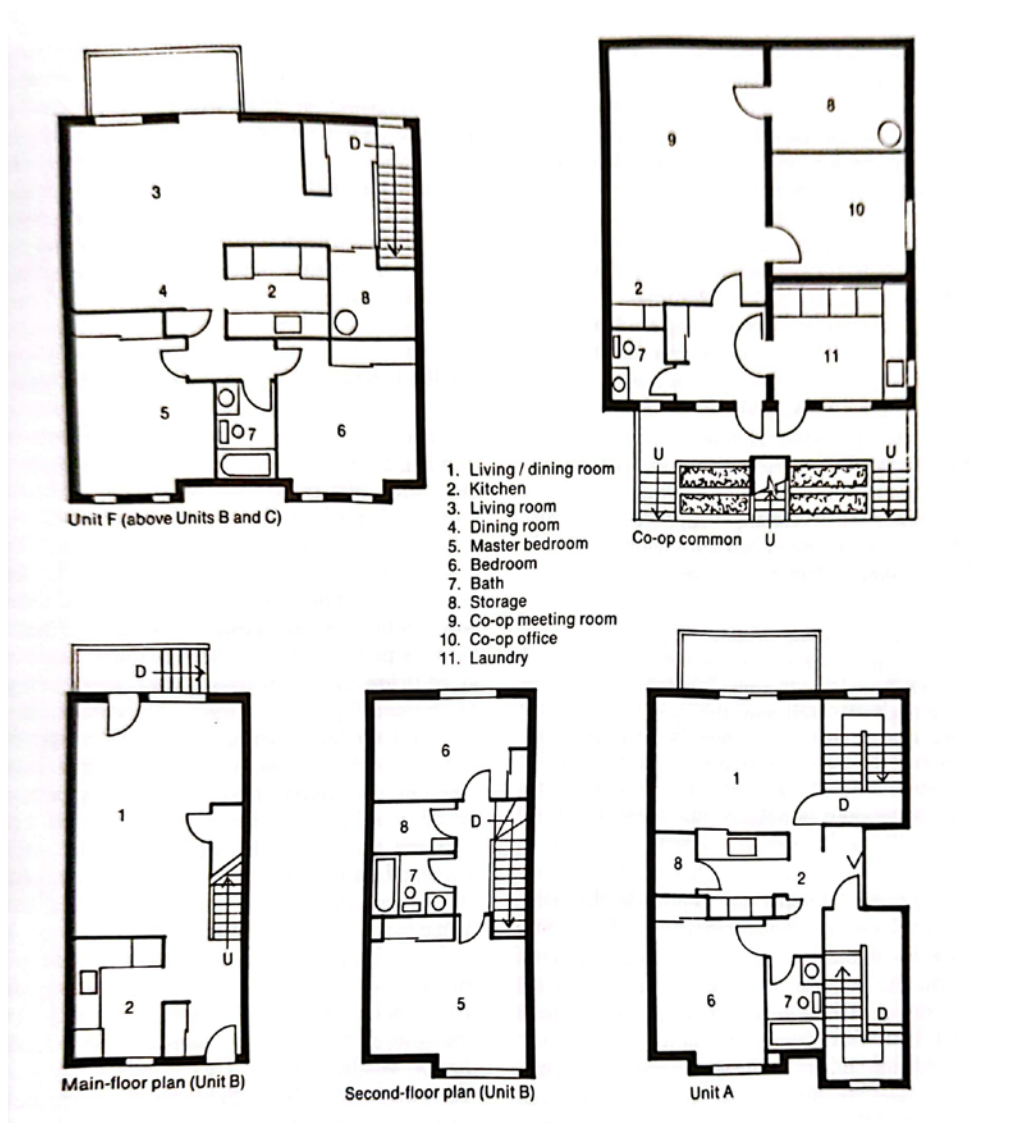 D
3
4
2
8
5
7
6
Unit F (above Units B and C)
8
9
10
2
7
11
U
U
Co-op common
U
1. Living / dining room
2. Kitchen
3. Living room
4. Dining room
5. Master bedroom
6. Bedroom
7. Bath
8. Storage
9. Co-op meeting room
10. Co-op office
11. Laundry
D
1
U
2
Main-floor plan (Unit B)
6
8
D
7
5
Second-floor plan (Unit B)
1
D
8
2
6
7
D
Unit A